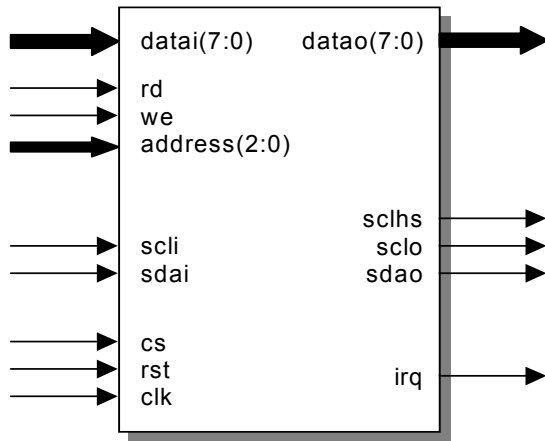 datai(7:0) datao(7:0)
rd
we
address(2:0)
sclhs
scli sclo
sdai sdao
cs
rst
irq
clk